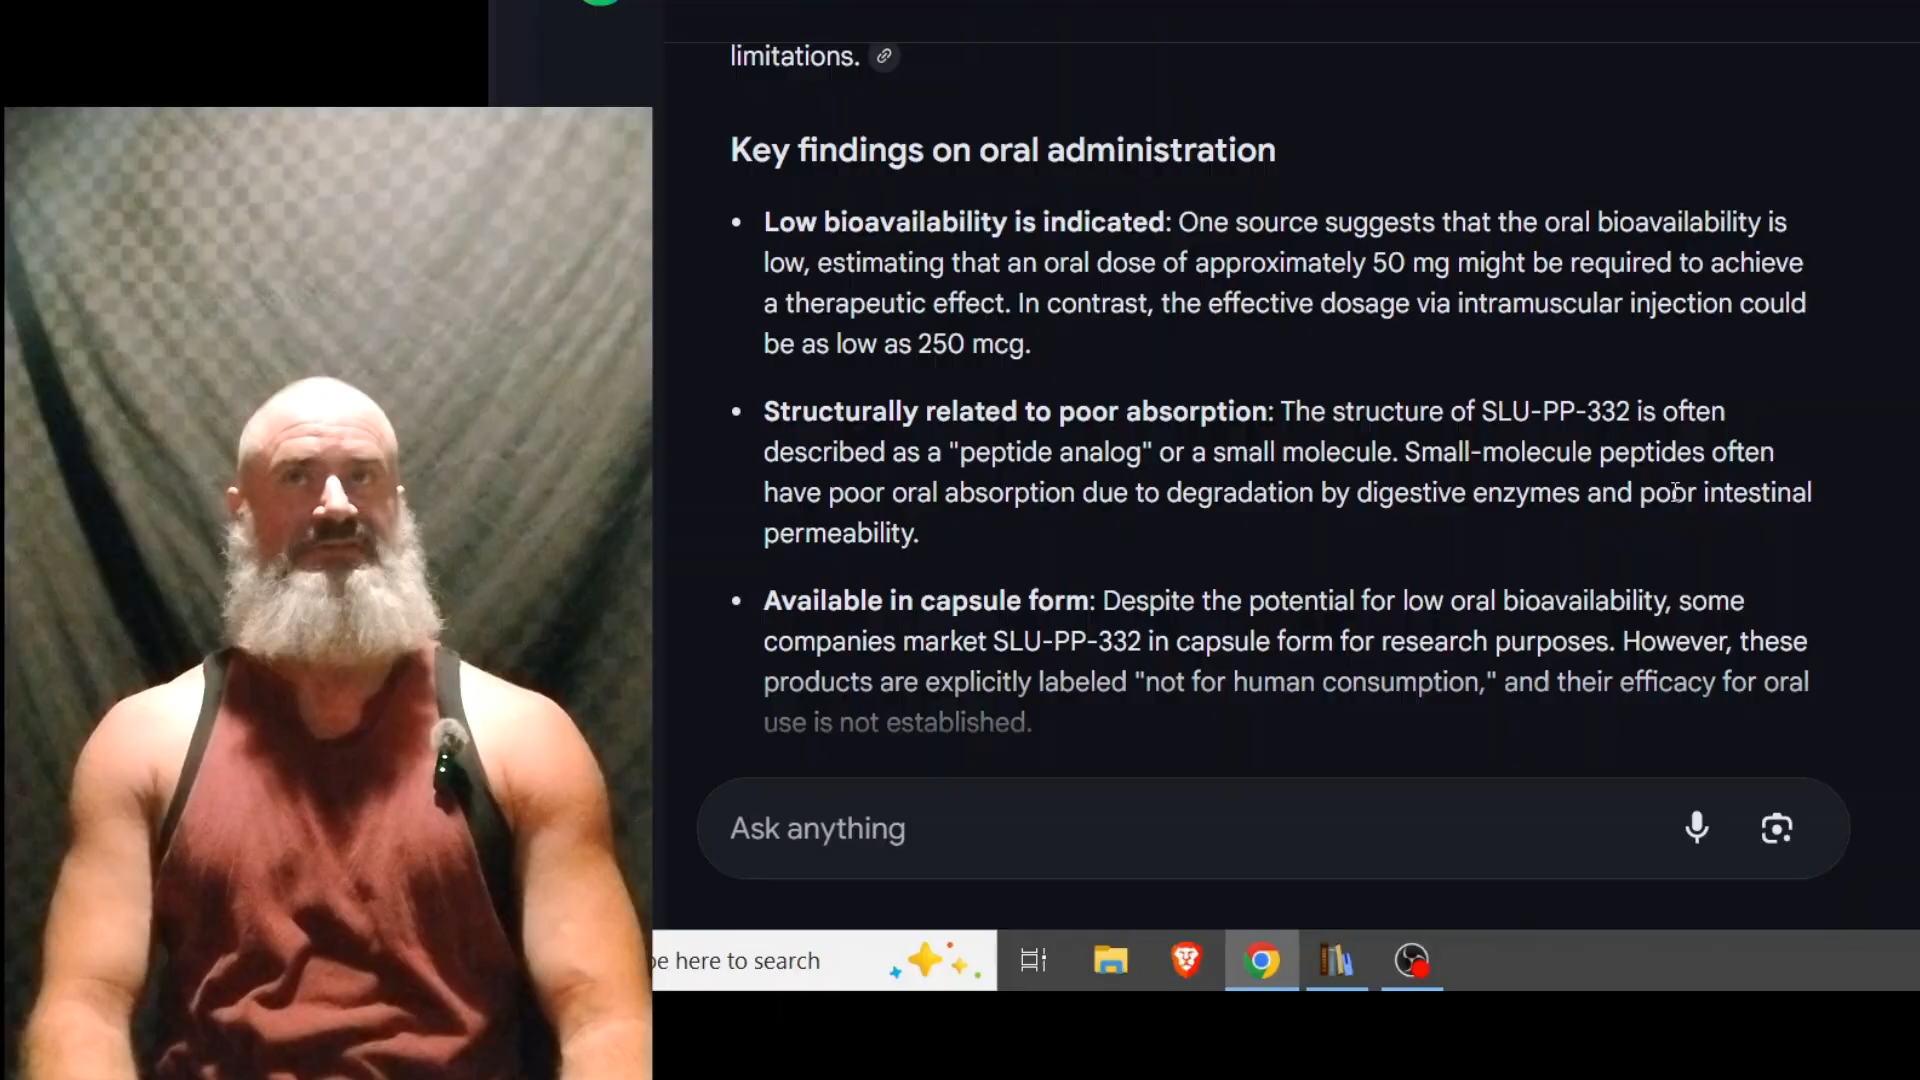 limitations.
Key findings on oral administration
• Low bioavailability is indicated: One source suggests that the oral bioavailability is
low, estimating that an oral dose of approximately 50 mg might be required to achieve
a therapeutic effect. In contrast, the effective dosage via intramuscular injection could
be as low as 250 mcg.
• Structurally related to poor absorption: The structure of SLU-PP-332 is often
described as a "peptide analog" or a small molecule. Small-molecule peptides often
have poor oral absorption due to degradation by digestive enzymes and poor intestinal
permeability.
• Available in capsule form: Despite the potential for low oral bioavailability, some
companies market SLU-PP-332 in capsule form for research purposes. However, these
products are explicitly labeled "not for human consumption," and their efficacy for oral
use is not established.
Ask anything
pe here to search